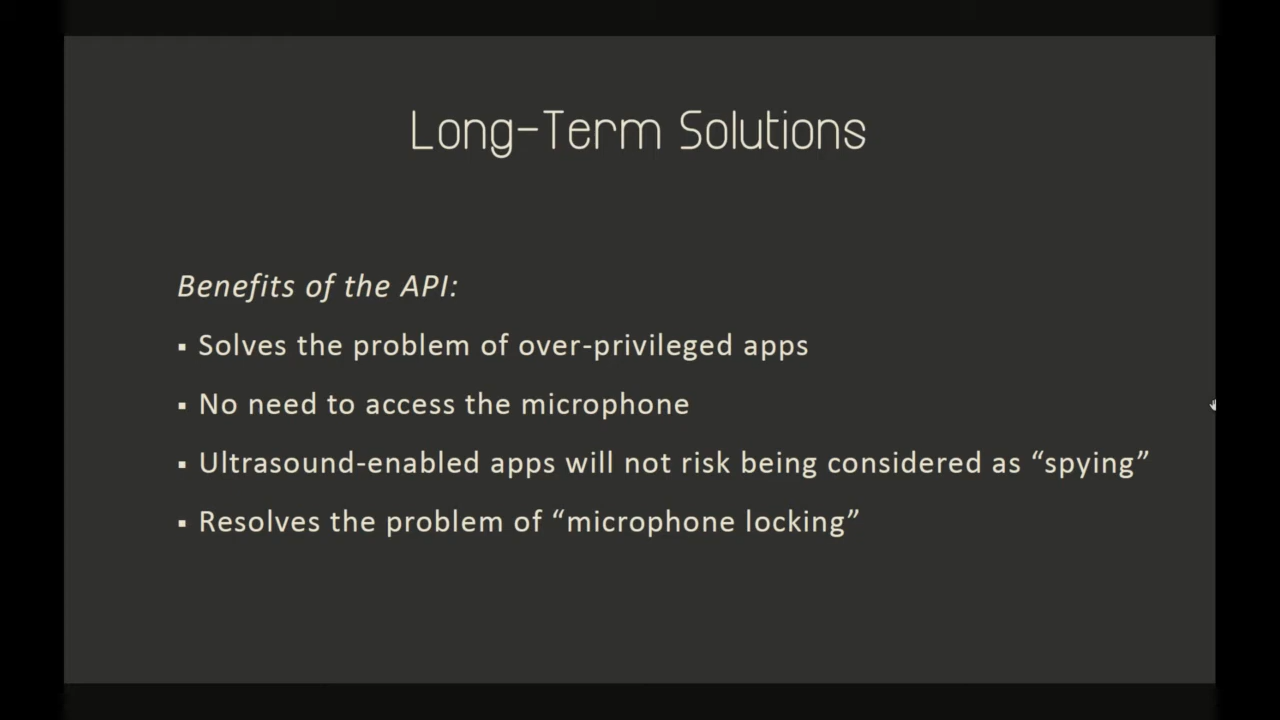 Long-Term Solutions
Benefits of the API:
▪ Solves the problem of over-privileged apps
▪ No need to access the microphone
▪ Ultrasound-enabled apps will not risk being considered as “spying”
▪ Resolves the problem of “microphone locking”